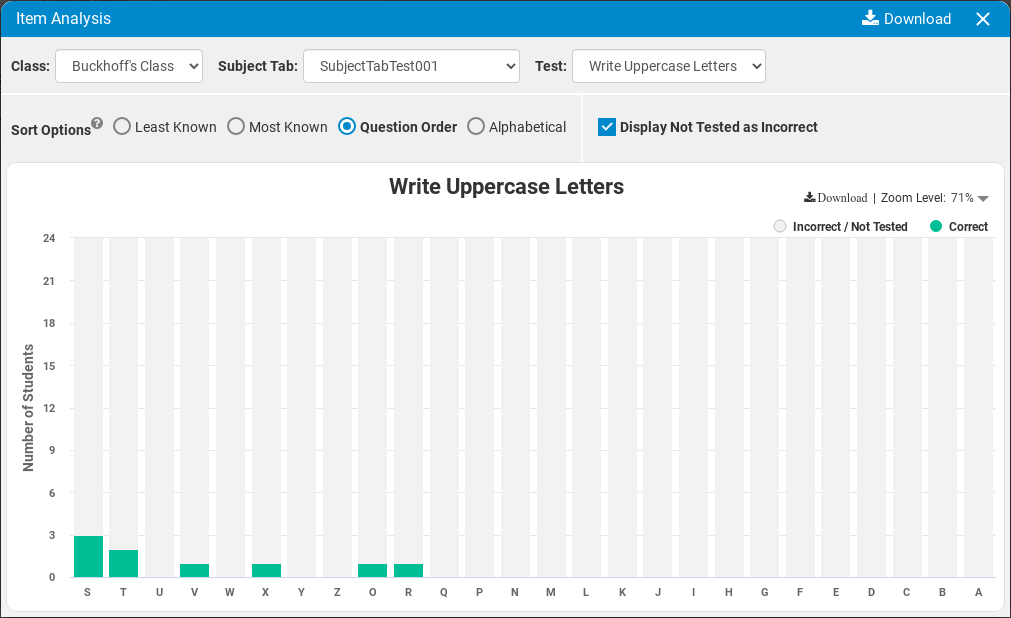 Item Analysis Download
Class: Buckhoff's Class Subject Tab: SubjectTabTest001 Test: Write Uppercase Letters
Sort Options? Least Known Most Known Question Order Alphabetical Display Not Tested as Incorrect
Write Uppercase Letters
Download | Zoom Level: 71%
Incorrect / Not Tested Correct
Number of Students
24
21
18
15
12
9
6
3
0
S T U V W X Y Z O R Q P N M L K J I H G F E D C B A